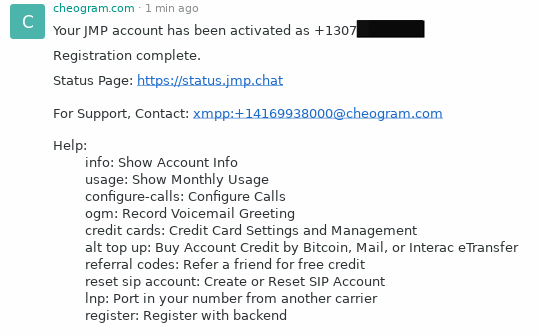 C
cheogram.com · 1 min ago
Your JMP account has been activated as +1307
Registration complete.
Status Page: https://status.jmp.chat
For Support, Contact: xmpp:+14169938000@cheogram.com
Help:
info: Show Account Info
usage: Show Monthly Usage
configure-calls: Configure Calls
ogm: Record Voicemail Greeting
credit cards: Credit Card Settings and Management
alt top up: Buy Account Credit by Bitcoin, Mail, or Interac eTransfer
referral codes: Refer a friend for free credit
reset sip account: Create or Reset SIP Account
lnp: Port in your number from another carrier
register: Register with backend